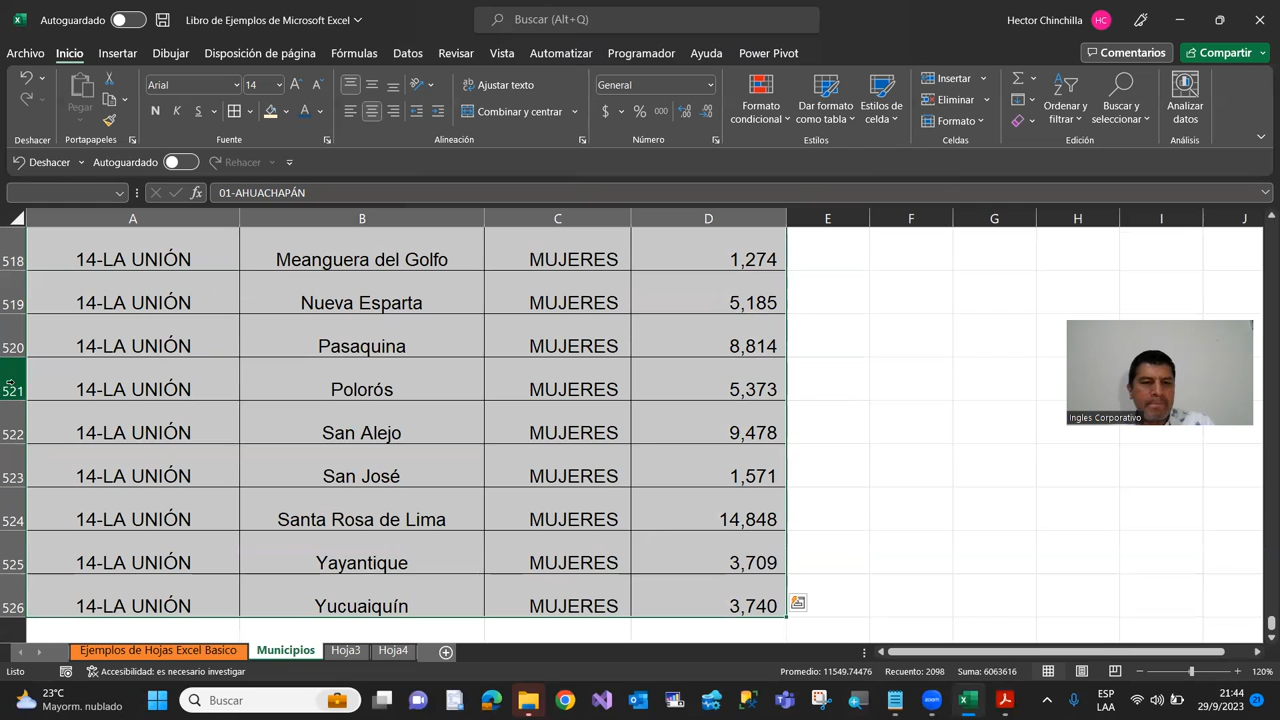 Autoguardado
Libro de Ejemplos de Microsoft Excel
Buscar (Alt+Q)
Hector Chinchilla
HC
Archivo Inicio Insertar Dibujar Disposición de página Fórmulas Datos Revisar Vista Automatizar Programador Ayuda Power Pivot
Comentarios
Compartir
Pegar
Arial 14
N K S
Ajustar texto
Combinar y centrar
General
$ % 000
Formato condicional
Dar formato como tabla
Estilos de celda
Insertar
Eliminar
Formato
Ordenar y filtrar
Buscar y seleccionar
Analizar datos
Deshacer Portapapeles Fuente Alineación Número Estilos Celdas Edición Análisis
Deshacer Autoguardado Rehacer
fx 01-AHUACHAPÁN
A B C D E F G H I J
518 14-LA UNIÓN Meanguera del Golfo MUJERES 1,274
519 14-LA UNIÓN Nueva Esparta MUJERES 5,185
520 14-LA UNIÓN Pasaquina MUJERES 8,814
521 14-LA UNIÓN Polorós MUJERES 5,373
522 14-LA UNIÓN San Alejo MUJERES 9,478
523 14-LA UNIÓN San José MUJERES 1,571
524 14-LA UNIÓN Santa Rosa de Lima MUJERES 14,848
525 14-LA UNIÓN Yayantique MUJERES 3,709
526 14-LA UNIÓN Yucuaiquín MUJERES 3,740
Ingles Corporativo
Ejemplos de Hojas Excel Basico Municipios Hoja3 Hoja4
Listo Accesibilidad: es necesario investigar Promedio: 11549.74476 Recuento: 2098 Suma: 6063616 120%
23°C
Mayorm. nublado
Buscar
ESP
LAA
21:44
29/9/2023